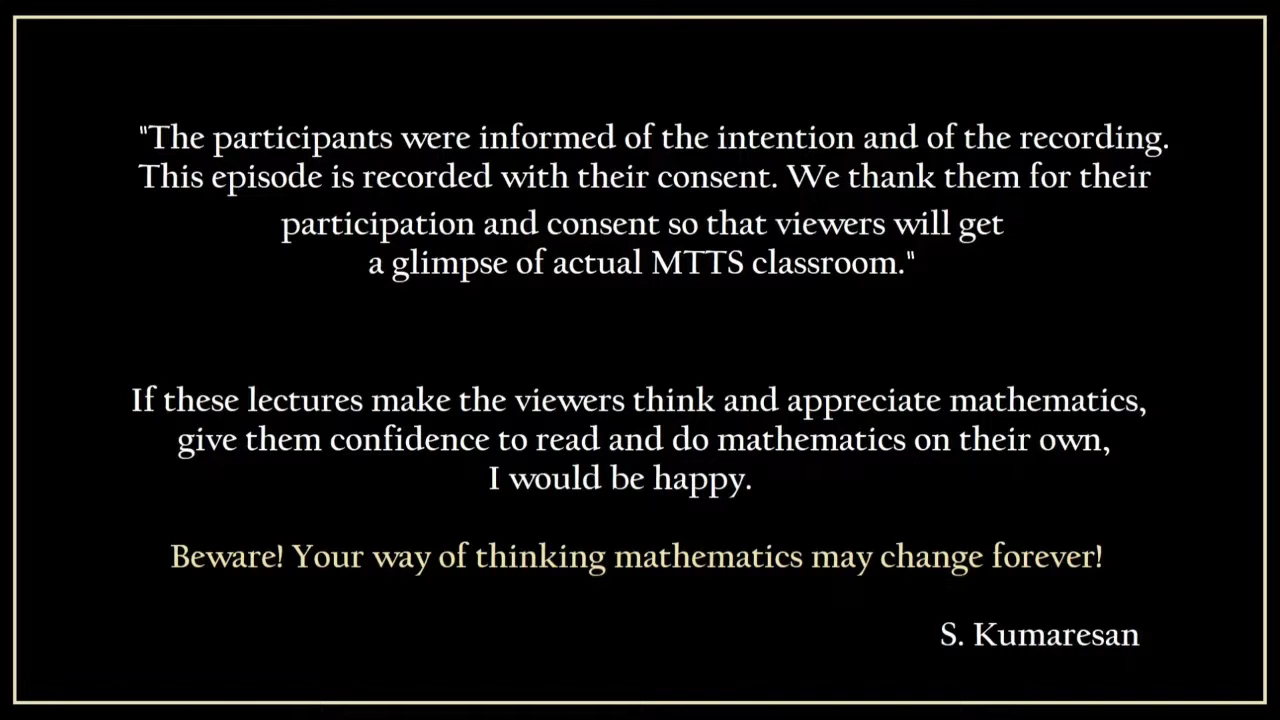 "The participants were informed of the intention and of the recording.
This episode is recorded with their consent. We thank them for their
participation and consent so that viewers will get
a glimpse of actual MTTS classroom."
If these lectures make the viewers think and appreciate mathematics,
give them confidence to read and do mathematics on their own,
I would be happy.
Beware! Your way of thinking mathematics may change forever!
S. Kumaresan